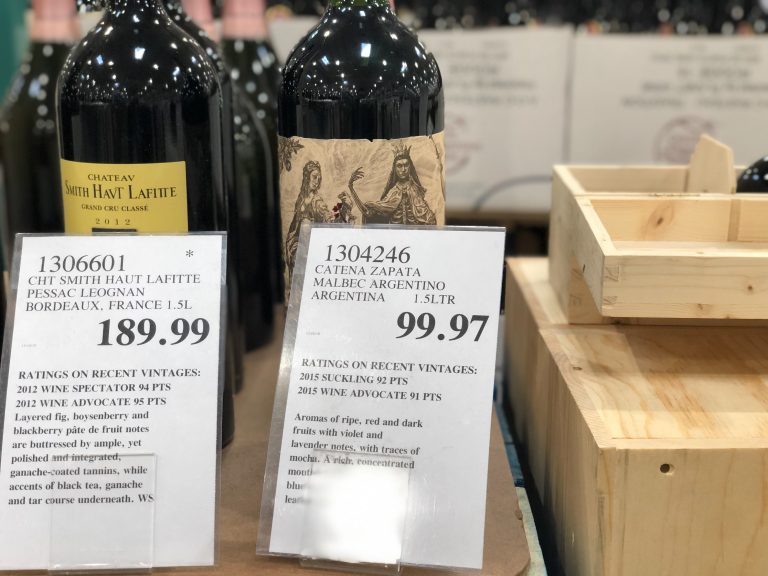 CHATEAU
SMITH HAVT LAFITTE
GRAND CRU CLASSÉ
2012
1306601 *
CHT SMITH HAUT LAFITTE
PESSAC LEOGNAN
BORDEAUX, FRANCE 1.5L
189.99
RATINGS ON RECENT VINTAGES:
2012 WINE SPECTATOR 94 PTS
2012 WINE ADVOCATE 95 PTS
Layered fig, boysenberry and
blackberry pâte de fruit notes
are buttressed by ample, yet
polished and integrated,
ganache-coated tannins, while
accents of black tea, ganache
and tar course underneath. WS
1304246
CATENA ZAPATA
MALBEC ARGENTINO
ARGENTINA 1.5LTR
99.97
RATINGS ON RECENT VINTAGES:
2015 SUCKLING 92 PTS
2015 WINE ADVOCATE 91 PTS
Aromas of ripe, red and dark
fruits with violet and
lavender notes, with traces of
mocha. A rich, concentrated